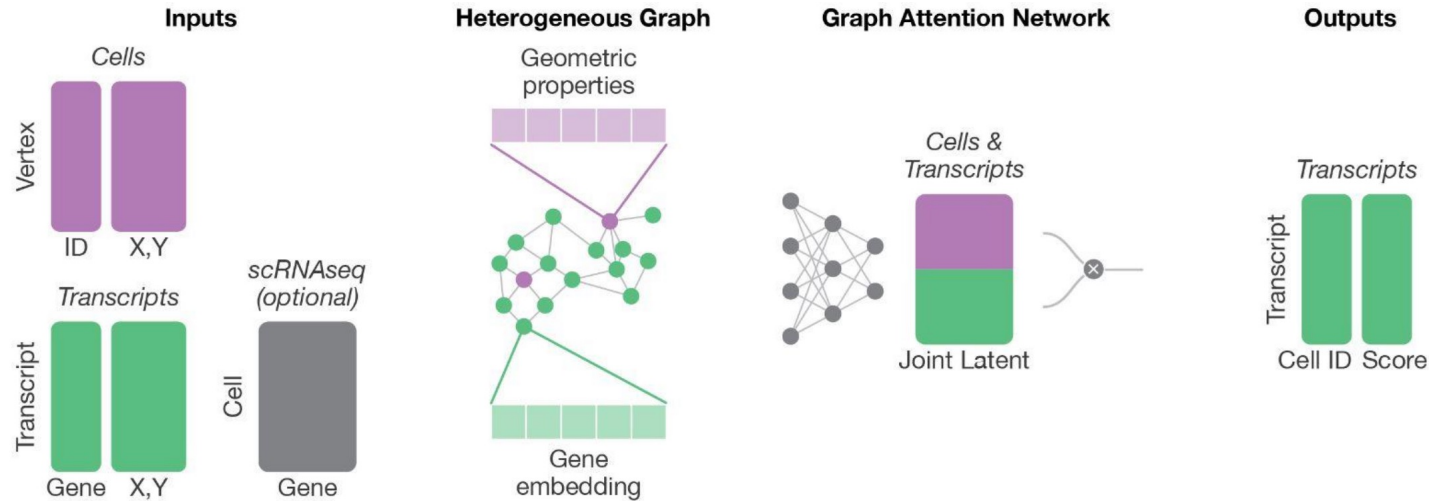 Inputs
Cells
Vertex
ID X,Y
Transcripts
Transcript
Gene X,Y
scRNAseq
(optional)
Cell
Gene
Heterogeneous Graph
Geometric
properties
Gene
embedding
Graph Attention Network
Cells &
Transcripts
Joint Latent
Outputs
Transcripts
Transcript
Cell ID Score